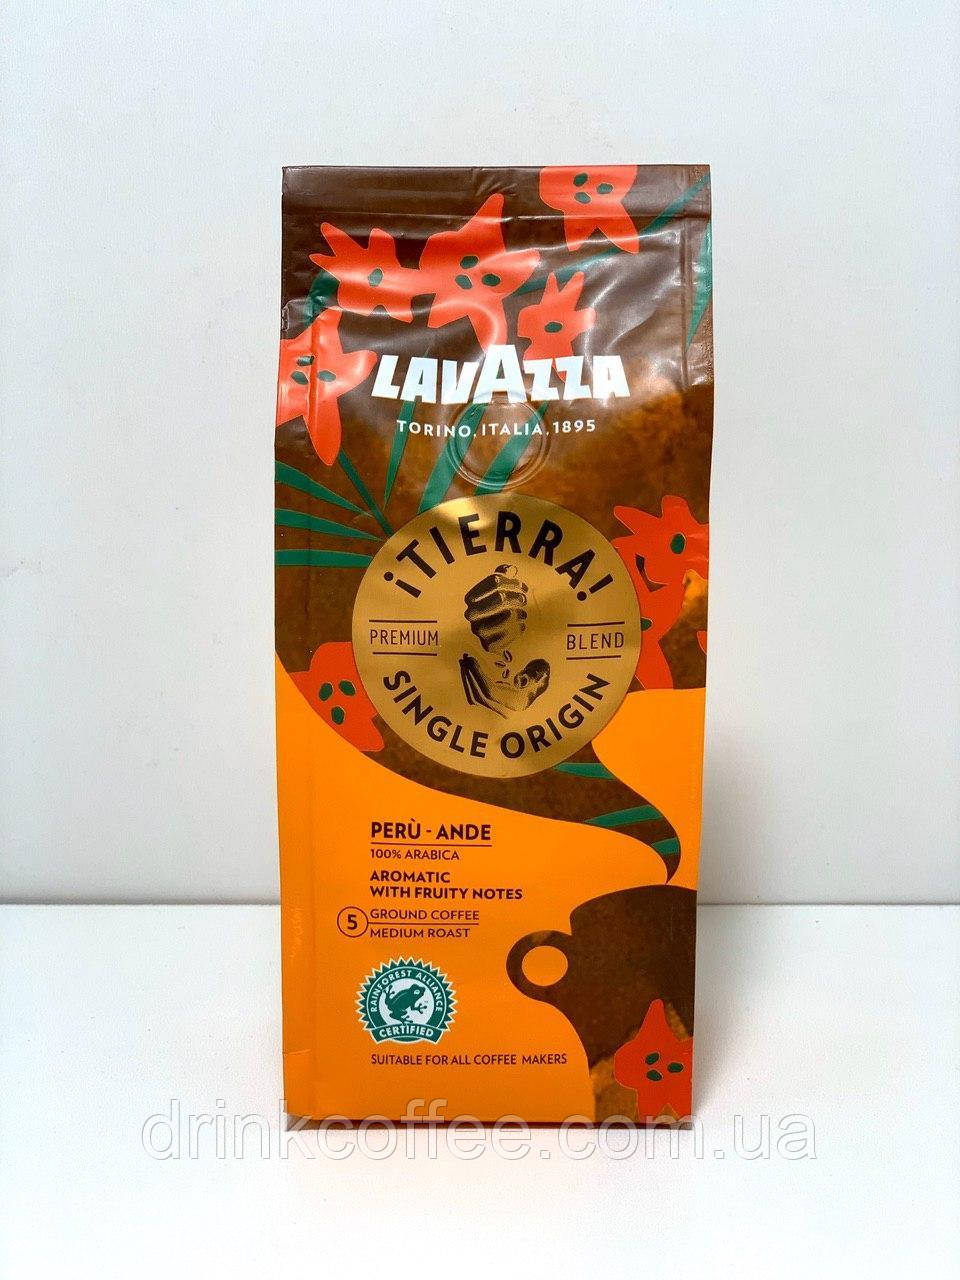 LAVAZZA
TORINO, ITALIA, 1895
¡TIERRA!
PREMIUM BLEND
SINGLE ORIGIN
PERÙ - ANDE
100% ARABICA
AROMATIC
WITH FRUITY NOTES
5 GROUND COFFEE
MEDIUM ROAST
RAINFOREST ALLIANCE
CERTIFIED
SUITABLE FOR ALL COFFEE MAKERS
drinkcoffee.com.ua